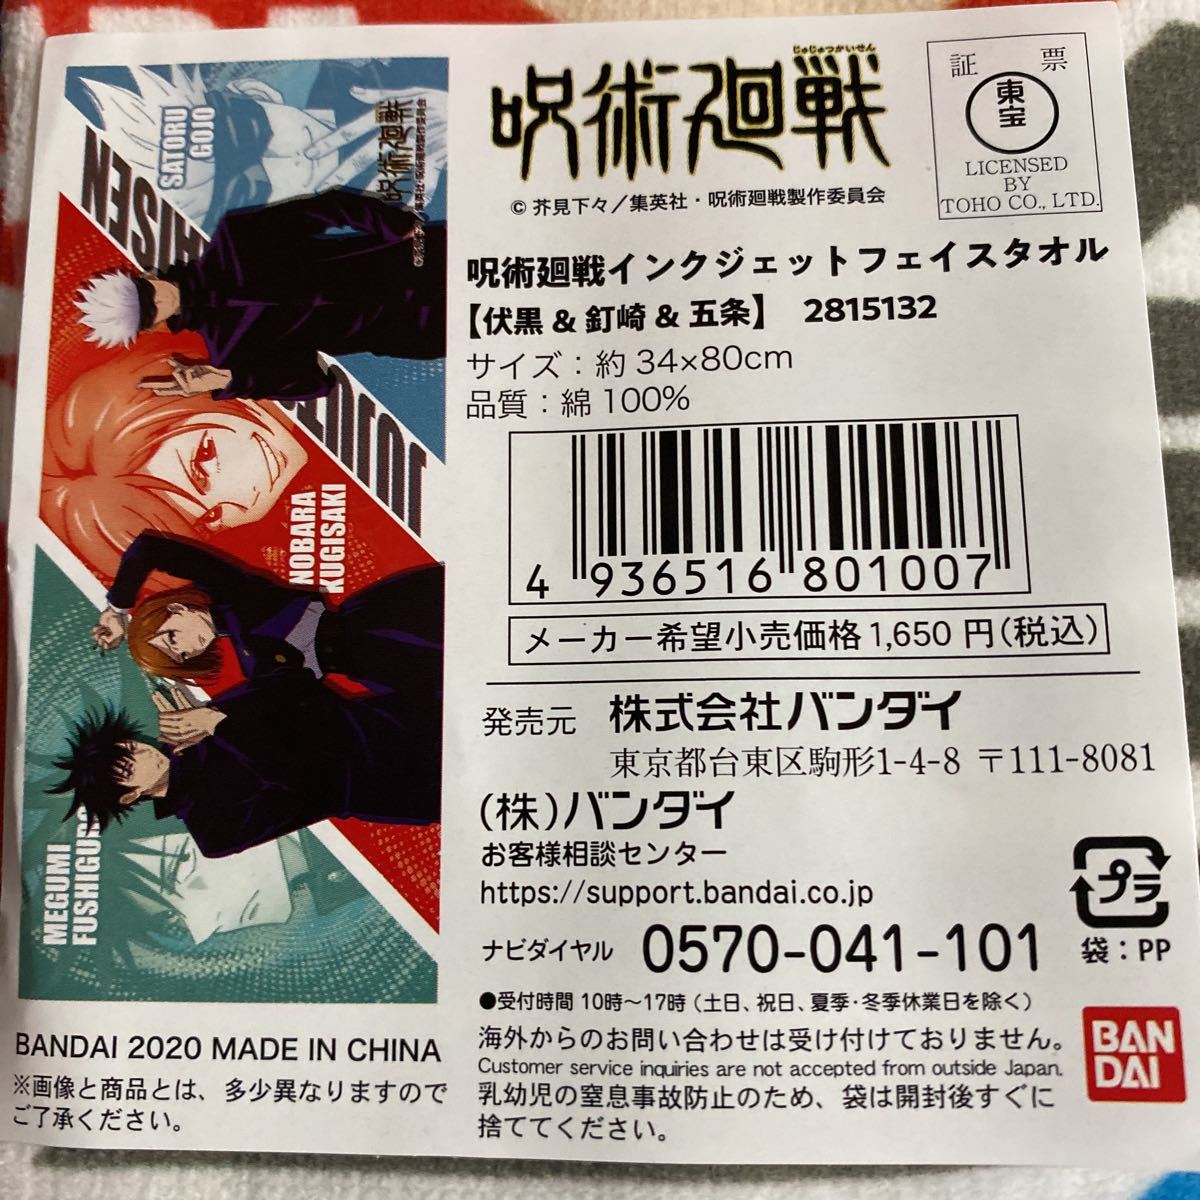 SATORU
GOJO
呪術廻戦
JUJUTS
AISEN
NOBARA
KUGISAKI
MEGUMI
FUSHIGURO
BANDAI 2020 MADE IN CHINA
※画像と商品とは、多少異なりますので
ご了承ください。
じゅじゅつかいせん
呪術廻戦
© 芥見下々／集英社・呪術廻戦製作委員会
証 票
東宝
LICENSED
BY
TOHO CO., LTD.
呪術廻戦インクジェットフェイスタオル
【伏黒 & 釘崎 & 五条】 2815132
サイズ：約 34×80cm
品質：綿 100%
4 936516 801007
メーカー希望小売価格 1,650 円(税込)
発売元 株式会社バンダイ
東京都台東区駒形1-4-8 〒111-8081
(株)バンダイ
お客様相談センター
https://support.bandai.co.jp
ナビダイヤル 0570-041-101
●受付時間 10時～17時 (土日、祝日、夏季・冬季休業日を除く)
海外からのお問い合わせは受け付けておりません。
Customer service inquiries are not accepted from outside Japan.
乳幼児の窒息事故防止のため、袋は開封後すぐに
捨ててください。
プラ
袋：PP
BAN
DAI